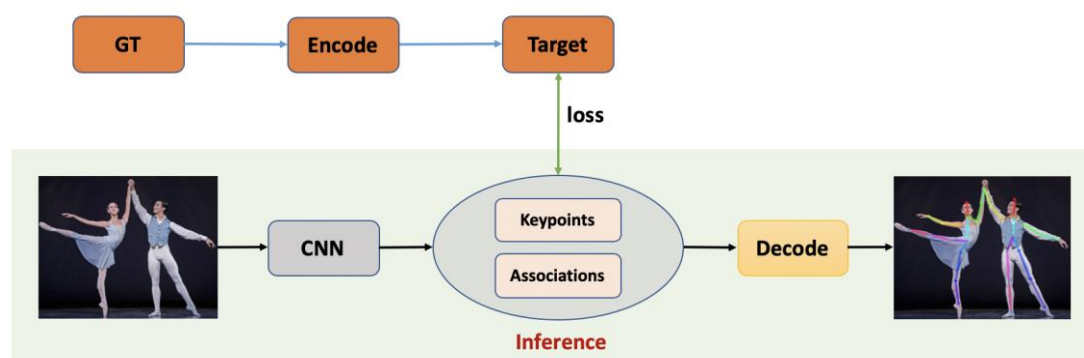 GT
Encode
Target
loss
CNN
Keypoints
Associations
Decode
Inference